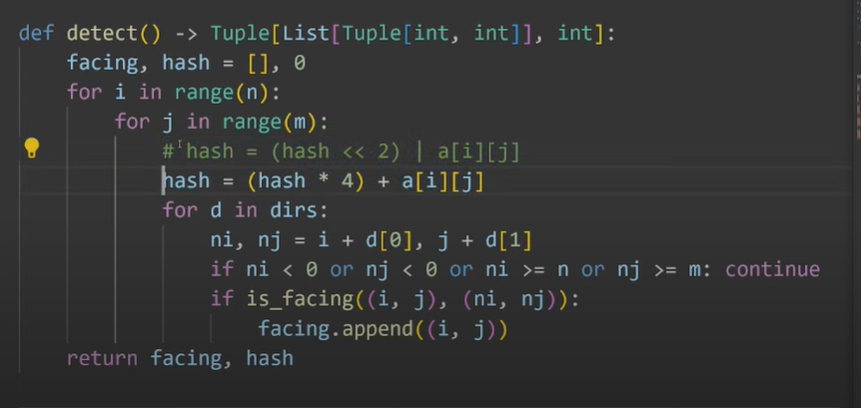 def detect() -> Tuple[List[Tuple[int, int]], int]:
    facing, hash = [], 0
    for i in range(n):
        for j in range(m):
            # hash = (hash << 2) | a[i][j]
            hash = (hash * 4) + a[i][j]
            for d in dirs:
                ni, nj = i + d[0], j + d[1]
                if ni < 0 or nj < 0 or ni >= n or nj >= m: continue
                if is_facing((i, j), (ni, nj)):
                    facing.append((i, j))
    return facing, hash